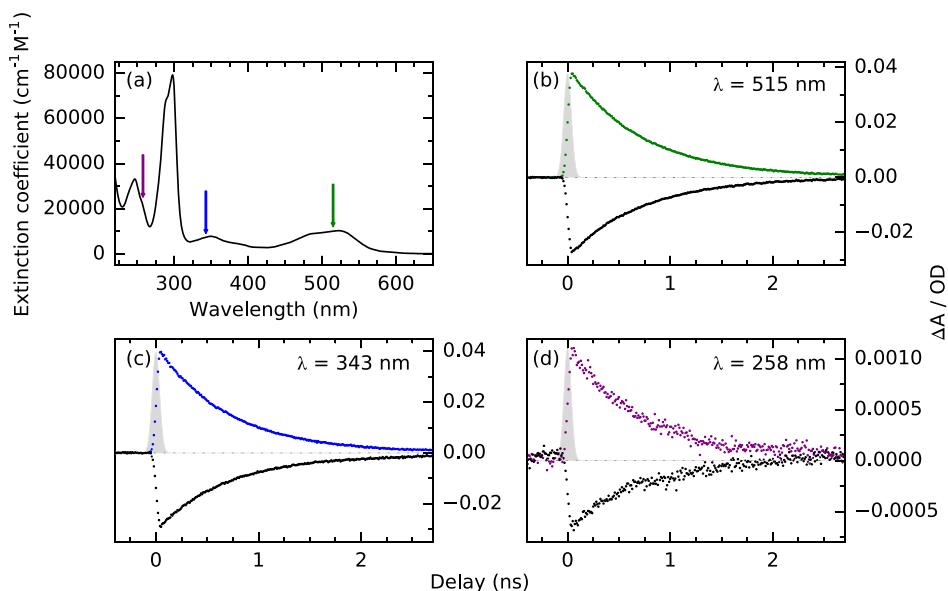 Extinction coefficient (cm⁻¹M⁻¹)
(a)
80000
60000
40000
20000
0
300 400 500 600
Wavelength (nm)
(b)
λ = 515 nm
0.04
0.02
0.00
−0.02
0 1 2
(c)
λ = 343 nm
0.04
0.02
0.00
−0.02
0 1 2
(d)
λ = 258 nm
0.0010
0.0005
0.0000
−0.0005
0 1 2
Delay (ns)
ΔA / OD